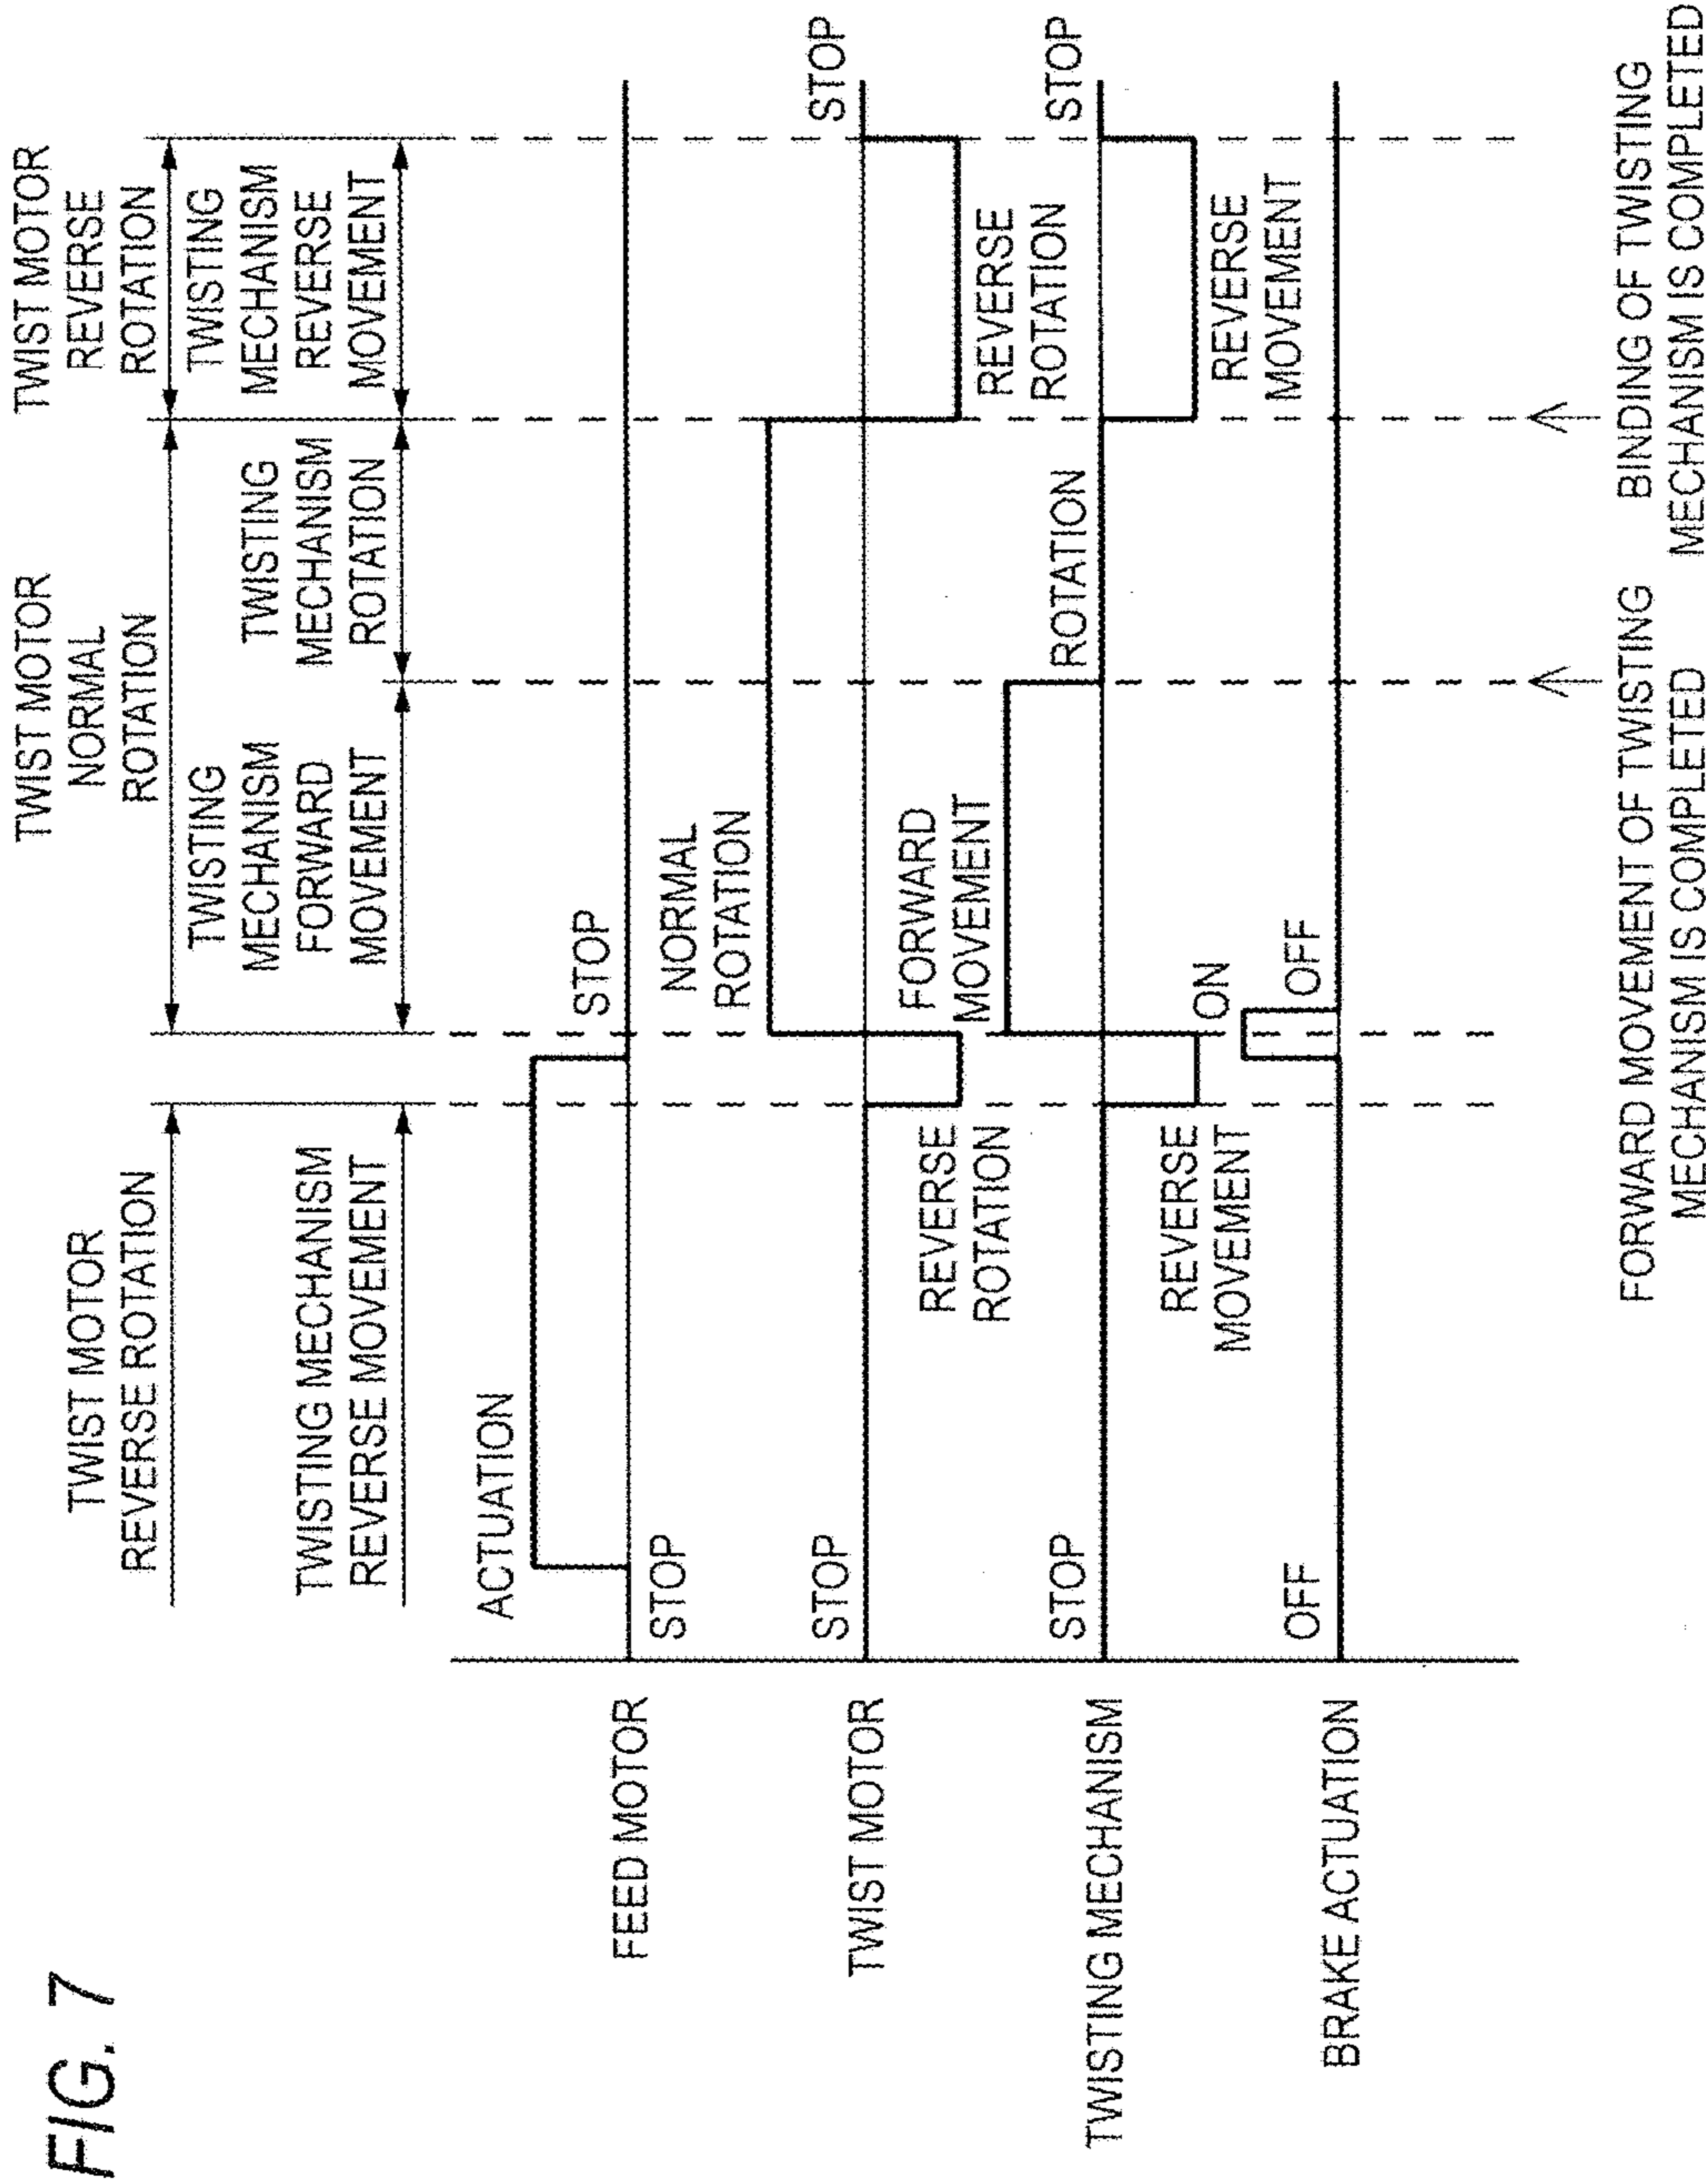 FIG. 7
TWIST MOTOR
REVERSE ROTATION
TWIST MOTOR
NORMAL
ROTATION
TWIST MOTOR
REVERSE
ROTATION
TWISTING MECHANISM
REVERSE MOVEMENT
TWISTING
MECHANISM
FORWARD
MOVEMENT
TWISTING
MECHANISM
ROTATION
TWISTING
MECHANISM
REVERSE
MOVEMENT
FEED MOTOR
ACTUATION
STOP
STOP
TWIST MOTOR
STOP
NORMAL
ROTATION
REVERSE
ROTATION
REVERSE
ROTATION
STOP
TWISTING MECHANISM
STOP
FORWARD
MOVEMENT
REVERSE
MOVEMENT
ROTATION
REVERSE
MOVEMENT
STOP
BRAKE ACTUATION
OFF
ON
OFF
FORWARD MOVEMENT OF TWISTING
MECHANISM IS COMPLETED
BINDING OF TWISTING
MECHANISM IS COMPLETED